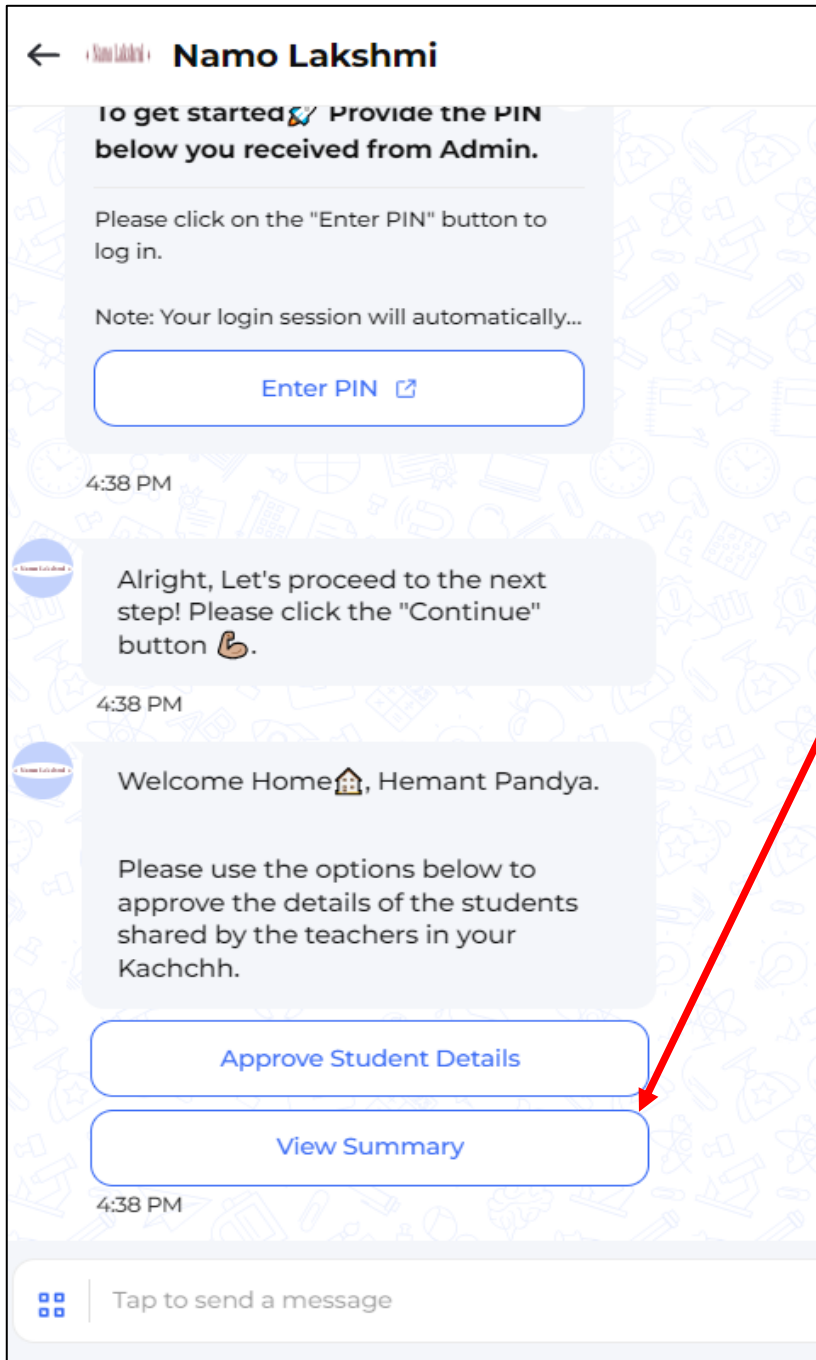 Namo Lakshmi
Namo Lakshmi
To get started🚀 Provide the PIN
below you received from Admin.
Please click on the "Enter PIN" button to
log in.
Note: Your login session will automatically...
Enter PIN
4:38 PM
Alright, Let's proceed to the next
step! Please click the "Continue"
button 💪🏼.
4:38 PM
Welcome Home🏠, Hemant Pandya.
Please use the options below to
approve the details of the students
shared by the teachers in your
Kachchh.
Approve Student Details
View Summary
4:38 PM
Tap to send a message